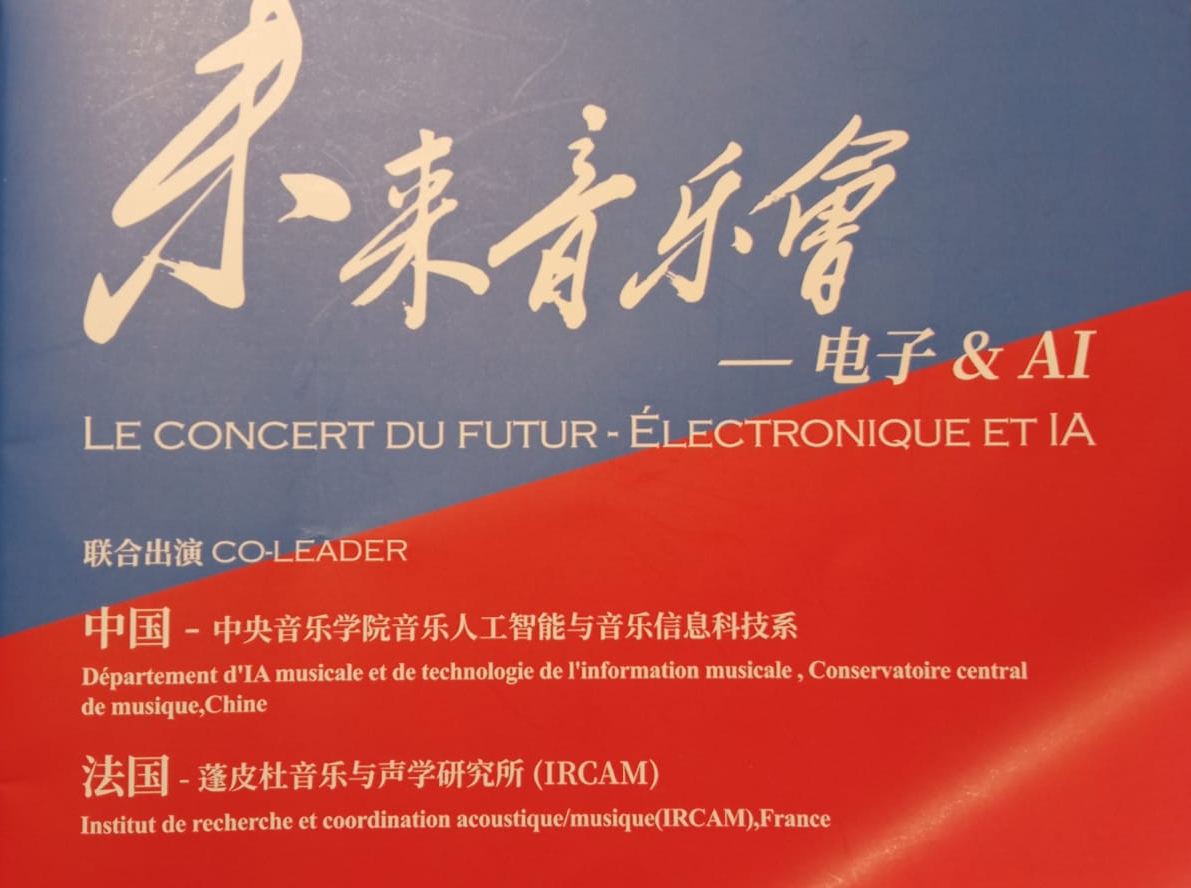 未来音乐會
— 电子 & AI
LE CONCERT DU FUTUR - ÉLECTRONIQUE ET IA
联合出演 CO-LEADER
中国 - 中央音乐学院音乐人工智能与音乐信息科技系
Département d'IA musicale et de technologie de l'information musicale , Conservatoire central
de musique,Chine
法国 - 蓬皮杜音乐与声学研究所 (IRCAM)
Institut de recherche et coordination acoustique/musique(IRCAM),France